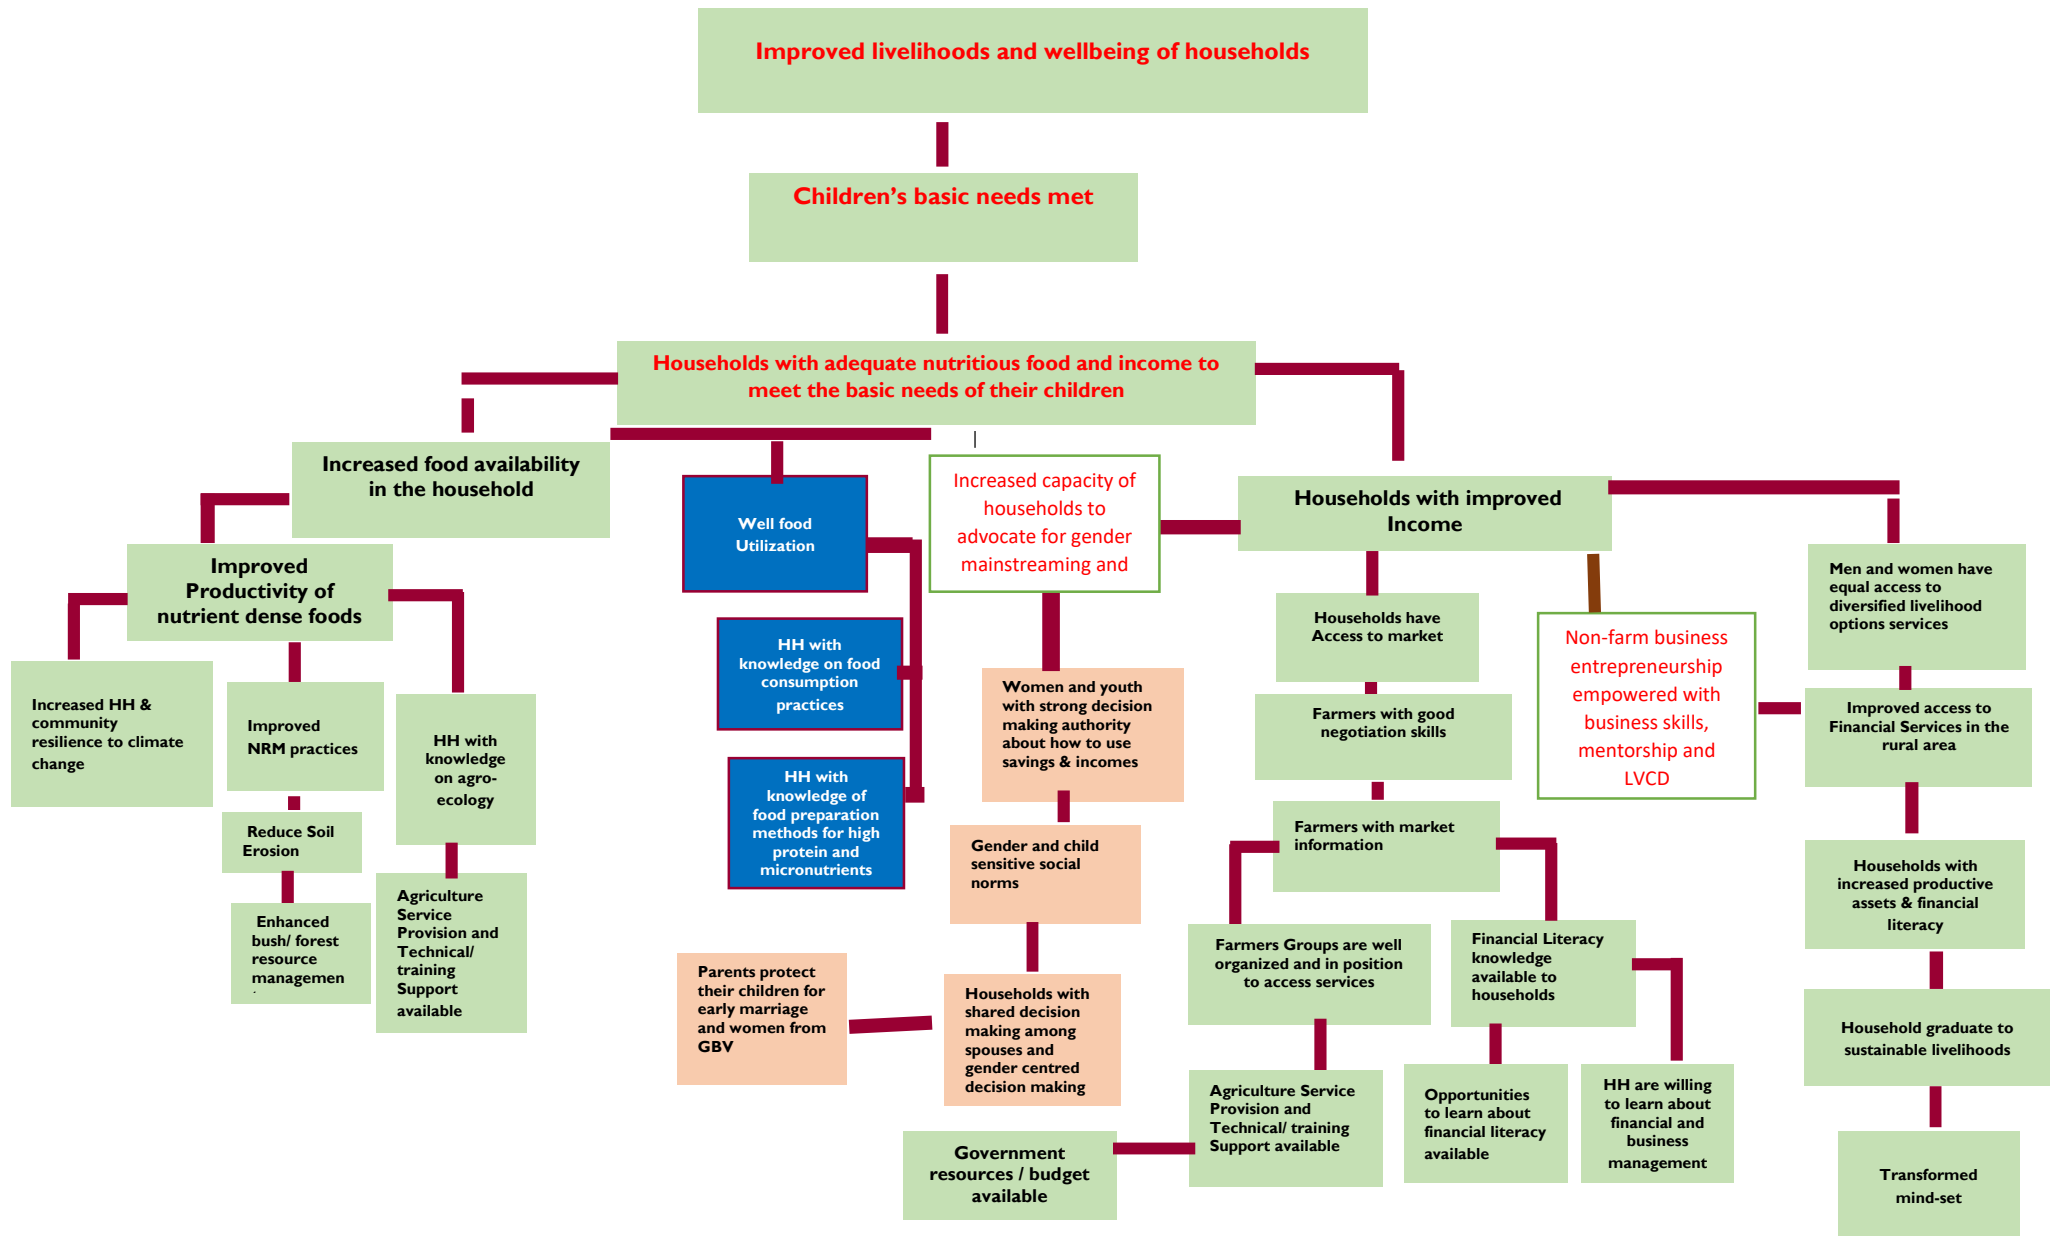 Improved livelihoods and wellbeing of households
Children's basic needs met
Households with adequate nutritious food and income to
meet the basic needs of their children
Increased food availability
in the household
Improved
Productivity of
nutrient dense foods
Increased HH &
community
resilience to climate
change
Improved
NRM practices
Reduce Soil
Erosion
Enhanced
bush/ forest
resource
managemen
HH with
knowledge
on agro-
ecology
Agriculture
Service
Provision and
Technical/
training
Support
available
Well food
Utilization
HH with
knowledge on food
consumption
practices
HH with
knowledge of
food preparation
methods for high
protein and
micronutrients
Increased capacity of
households to
advocate for gender
mainstreaming and
Women and youth
with strong decision
making authority
about how to use
savings & incomes
Gender and child
sensitive social
norms
Households with
shared decision
making among
spouses and
gender centred
decision making
Parents protect
their children for
early marriage
and women from
GBV
Households with improved
Income
Households have
Access to market
Farmers with good
negotiation skills
Farmers with market
information
Farmers Groups are well
organized and in position
to access services
Agriculture Service
Provision and
Technical/ training
Support available
Government
resources / budget
available
Financial Literacy
knowledge
available to
households
Opportunities
to learn about
financial literacy
available
HH are willing
to learn about
financial and
business
management
Non-farm business
entrepreneurship
empowered with
business skills,
mentorship and
LVCD
Men and women have
equal access to
diversified livelihood
options services
Improved access to
Financial Services in the
rural area
Households with
increased productive
assets & financial
literacy
Household graduate to
sustainable livelihoods
Transformed
mind-set